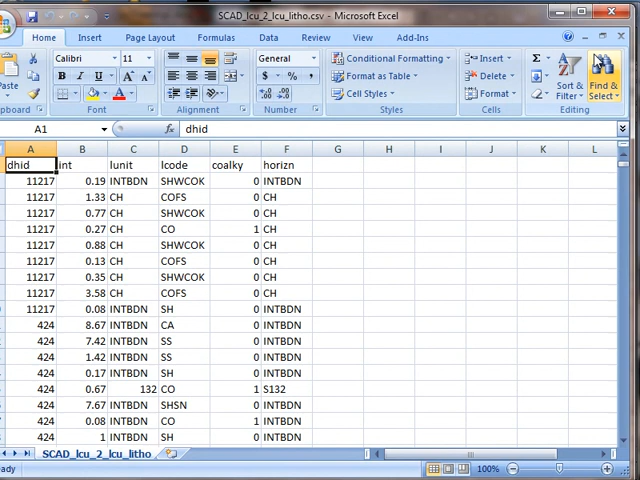 SCAD_lcu_2_lcu_litho.csv - Microsoft Excel
Home Insert Page Layout Formulas Data Review View Add-Ins
Calibri 11 General Conditional Formatting Insert Σ
Format as Table Delete
Cell Styles Format
B I U A A
$ % ,
Sort & Filter Find & Select
Font Alignment Number Styles Cells Editing
A1 fx dhid
A B C D E F G H I J K L
dhid int lunit lcode coalky horizn
11217 0.19 INTBDN SHWCOK 0 INTBDN
11217 1.33 CH COFS 0 CH
11217 0.77 CH SHWCOK 0 CH
11217 0.27 CH CO 1 CH
11217 0.88 CH SHWCOK 0 CH
11217 0.13 CH COFS 0 CH
11217 0.35 CH SHWCOK 0 CH
11217 3.58 CH COFS 0 CH
11217 0.08 INTBDN SH 0 INTBDN
424 8.67 INTBDN CA 0 INTBDN
424 7.42 INTBDN SS 0 INTBDN
424 1.42 INTBDN SS 0 INTBDN
424 0.17 INTBDN SH 0 INTBDN
424 0.67 132 CO 1 S132
424 7.67 INTBDN SHSN 0 INTBDN
424 0.08 INTBDN CO 1 INTBDN
424 1 INTBDN SH 0 INTBDN
SCAD_lcu_2_lcu_litho
100%